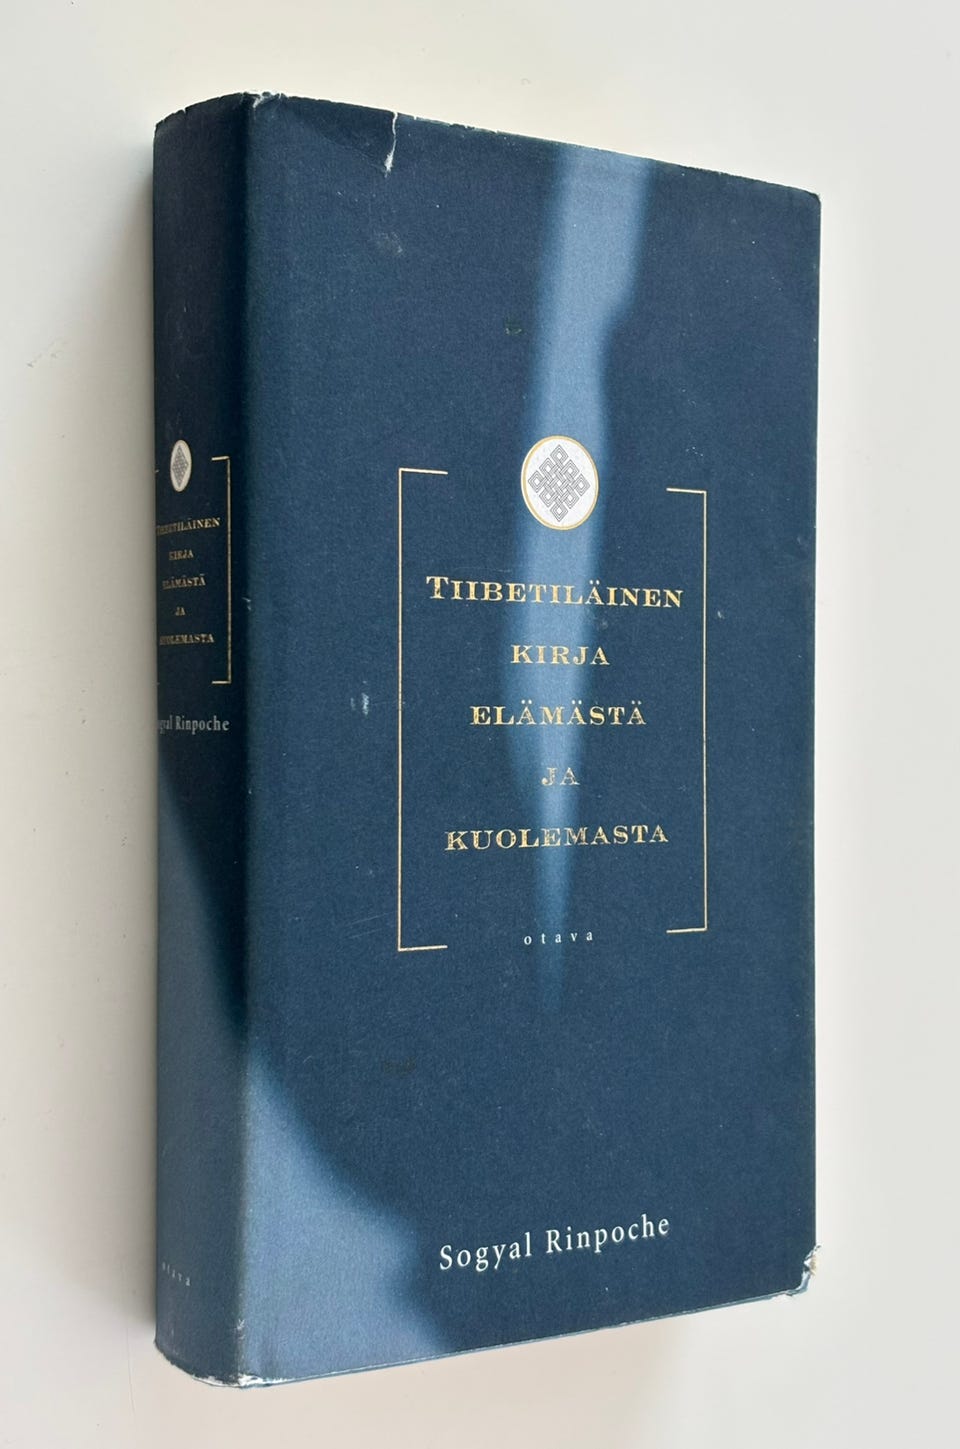 TIIBETILÄINEN
KIRJA
ELÄMÄSTÄ
JA
KUOLEMASTA
otava
Sogyal Rinpoche
TIIBETILÄINEN
KIRJA
ELÄMÄSTÄ
JA
KUOLEMASTA
Sogyal Rinpoche
otava